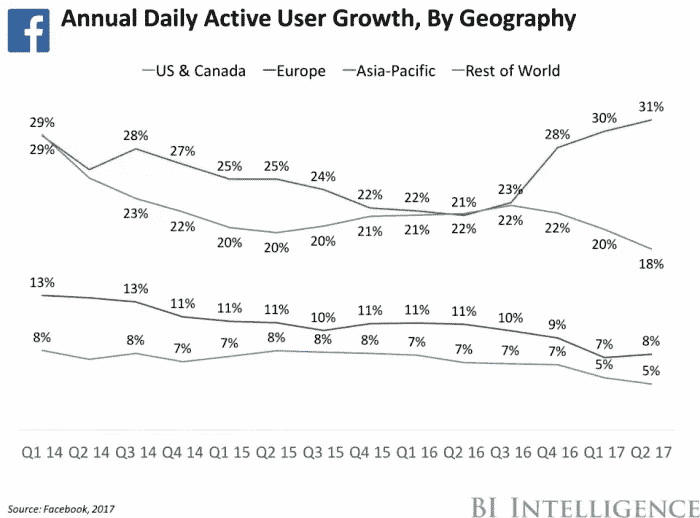 Annual Daily Active User Growth, By Geography
US & Canada Europe Asia-Pacific Rest of World
29% 28% 27% 25% 25% 24% 22% 22% 21% 23% 28% 30% 31%
29% 23% 22% 20% 20% 20% 21% 21% 22% 22% 22% 20% 18%
13% 13% 11% 11% 11% 10% 11% 11% 11% 10% 9% 7% 8%
8% 8% 7% 7% 8% 8% 8% 7% 7% 7% 7% 5% 5%
Q1 14 Q2 14 Q3 14 Q4 14 Q1 15 Q2 15 Q3 15 Q4 15 Q1 16 Q2 16 Q3 16 Q4 16 Q1 17 Q2 17
Source: Facebook, 2017
BI INTELLIGENCE